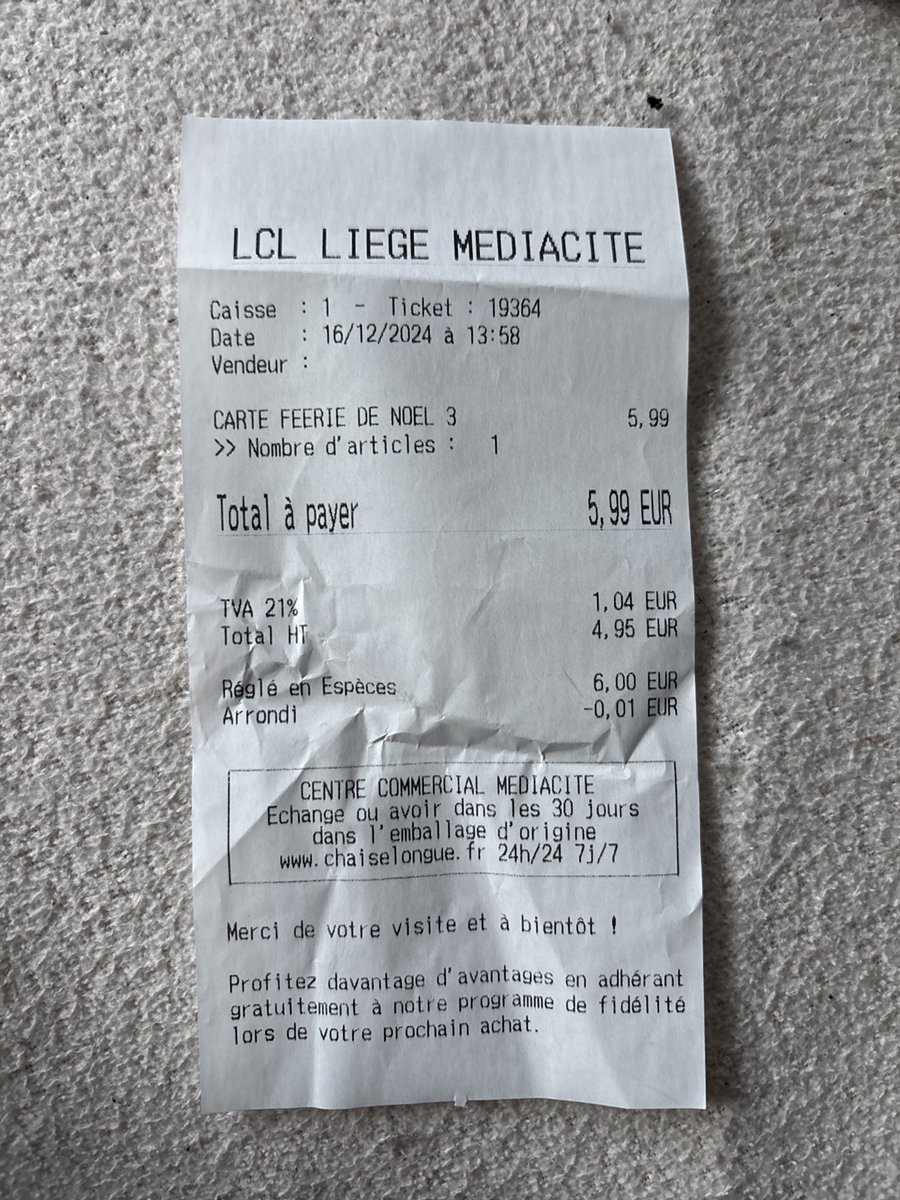 LCL LIEGE MEDIACITE
Caisse : 1 - Ticket : 19364
Date : 16/12/2024 à 13:58
Vendeur :
CARTE FEERIE DE NOEL 3 5,99
>> Nombre d'articles : 1
Total à payer 5,99 EUR
TVA 21% 1,04 EUR
Total HT 4,95 EUR
Réglé en Espèces 6,00 EUR
Arrondi -0,01 EUR
CENTRE COMMERCIAL MEDIACITE
Echange ou avoir dans les 30 jours
dans l'emballage d'origine
www.chaiselongue.fr 24h/24 7j/7
Merci de votre visite et à bientôt !
Profitez davantage d'avantages en adhérant
gratuitement à notre programme de fidélité
lors de votre prochain achat.